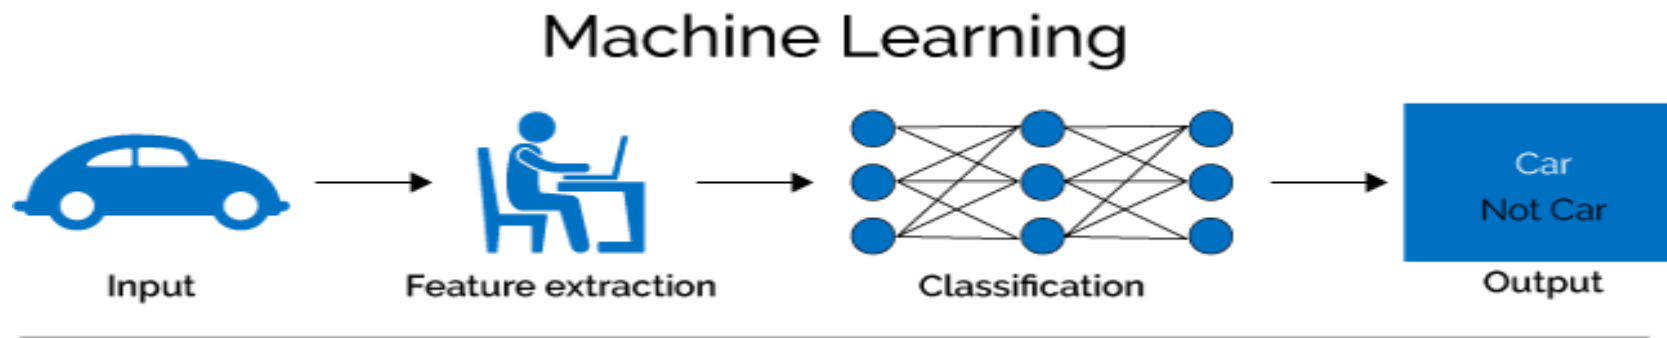 Machine Learning
Car
Not Car
Input
Feature extraction
Classification
Output